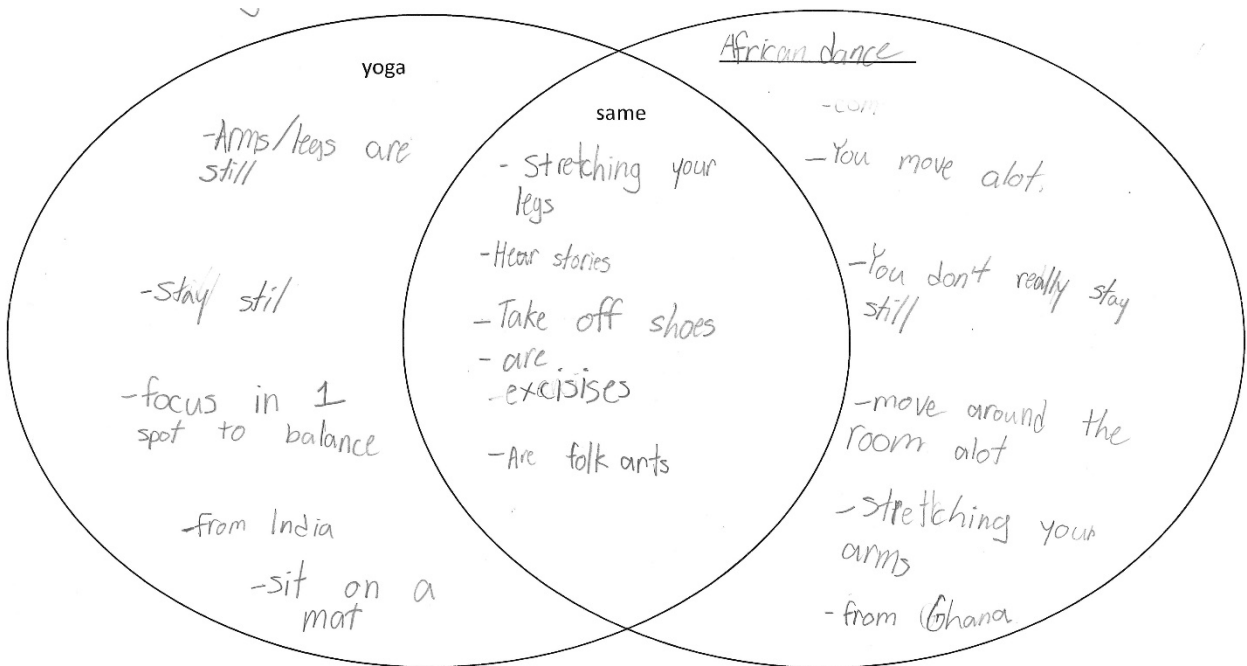 yoga
-Arms/legs are
still
-Stay stil
-focus in 1
spot to balance
-from India
-sit on a
mat
same
- Stretching your
legs
-Hear stories
-Take off shoes
- are
excisises
-Are folk arts
African dance
-com
-You move alot.
-You don't really stay
still
-move around the
room alot
-stretching your
arms
-from Ghana